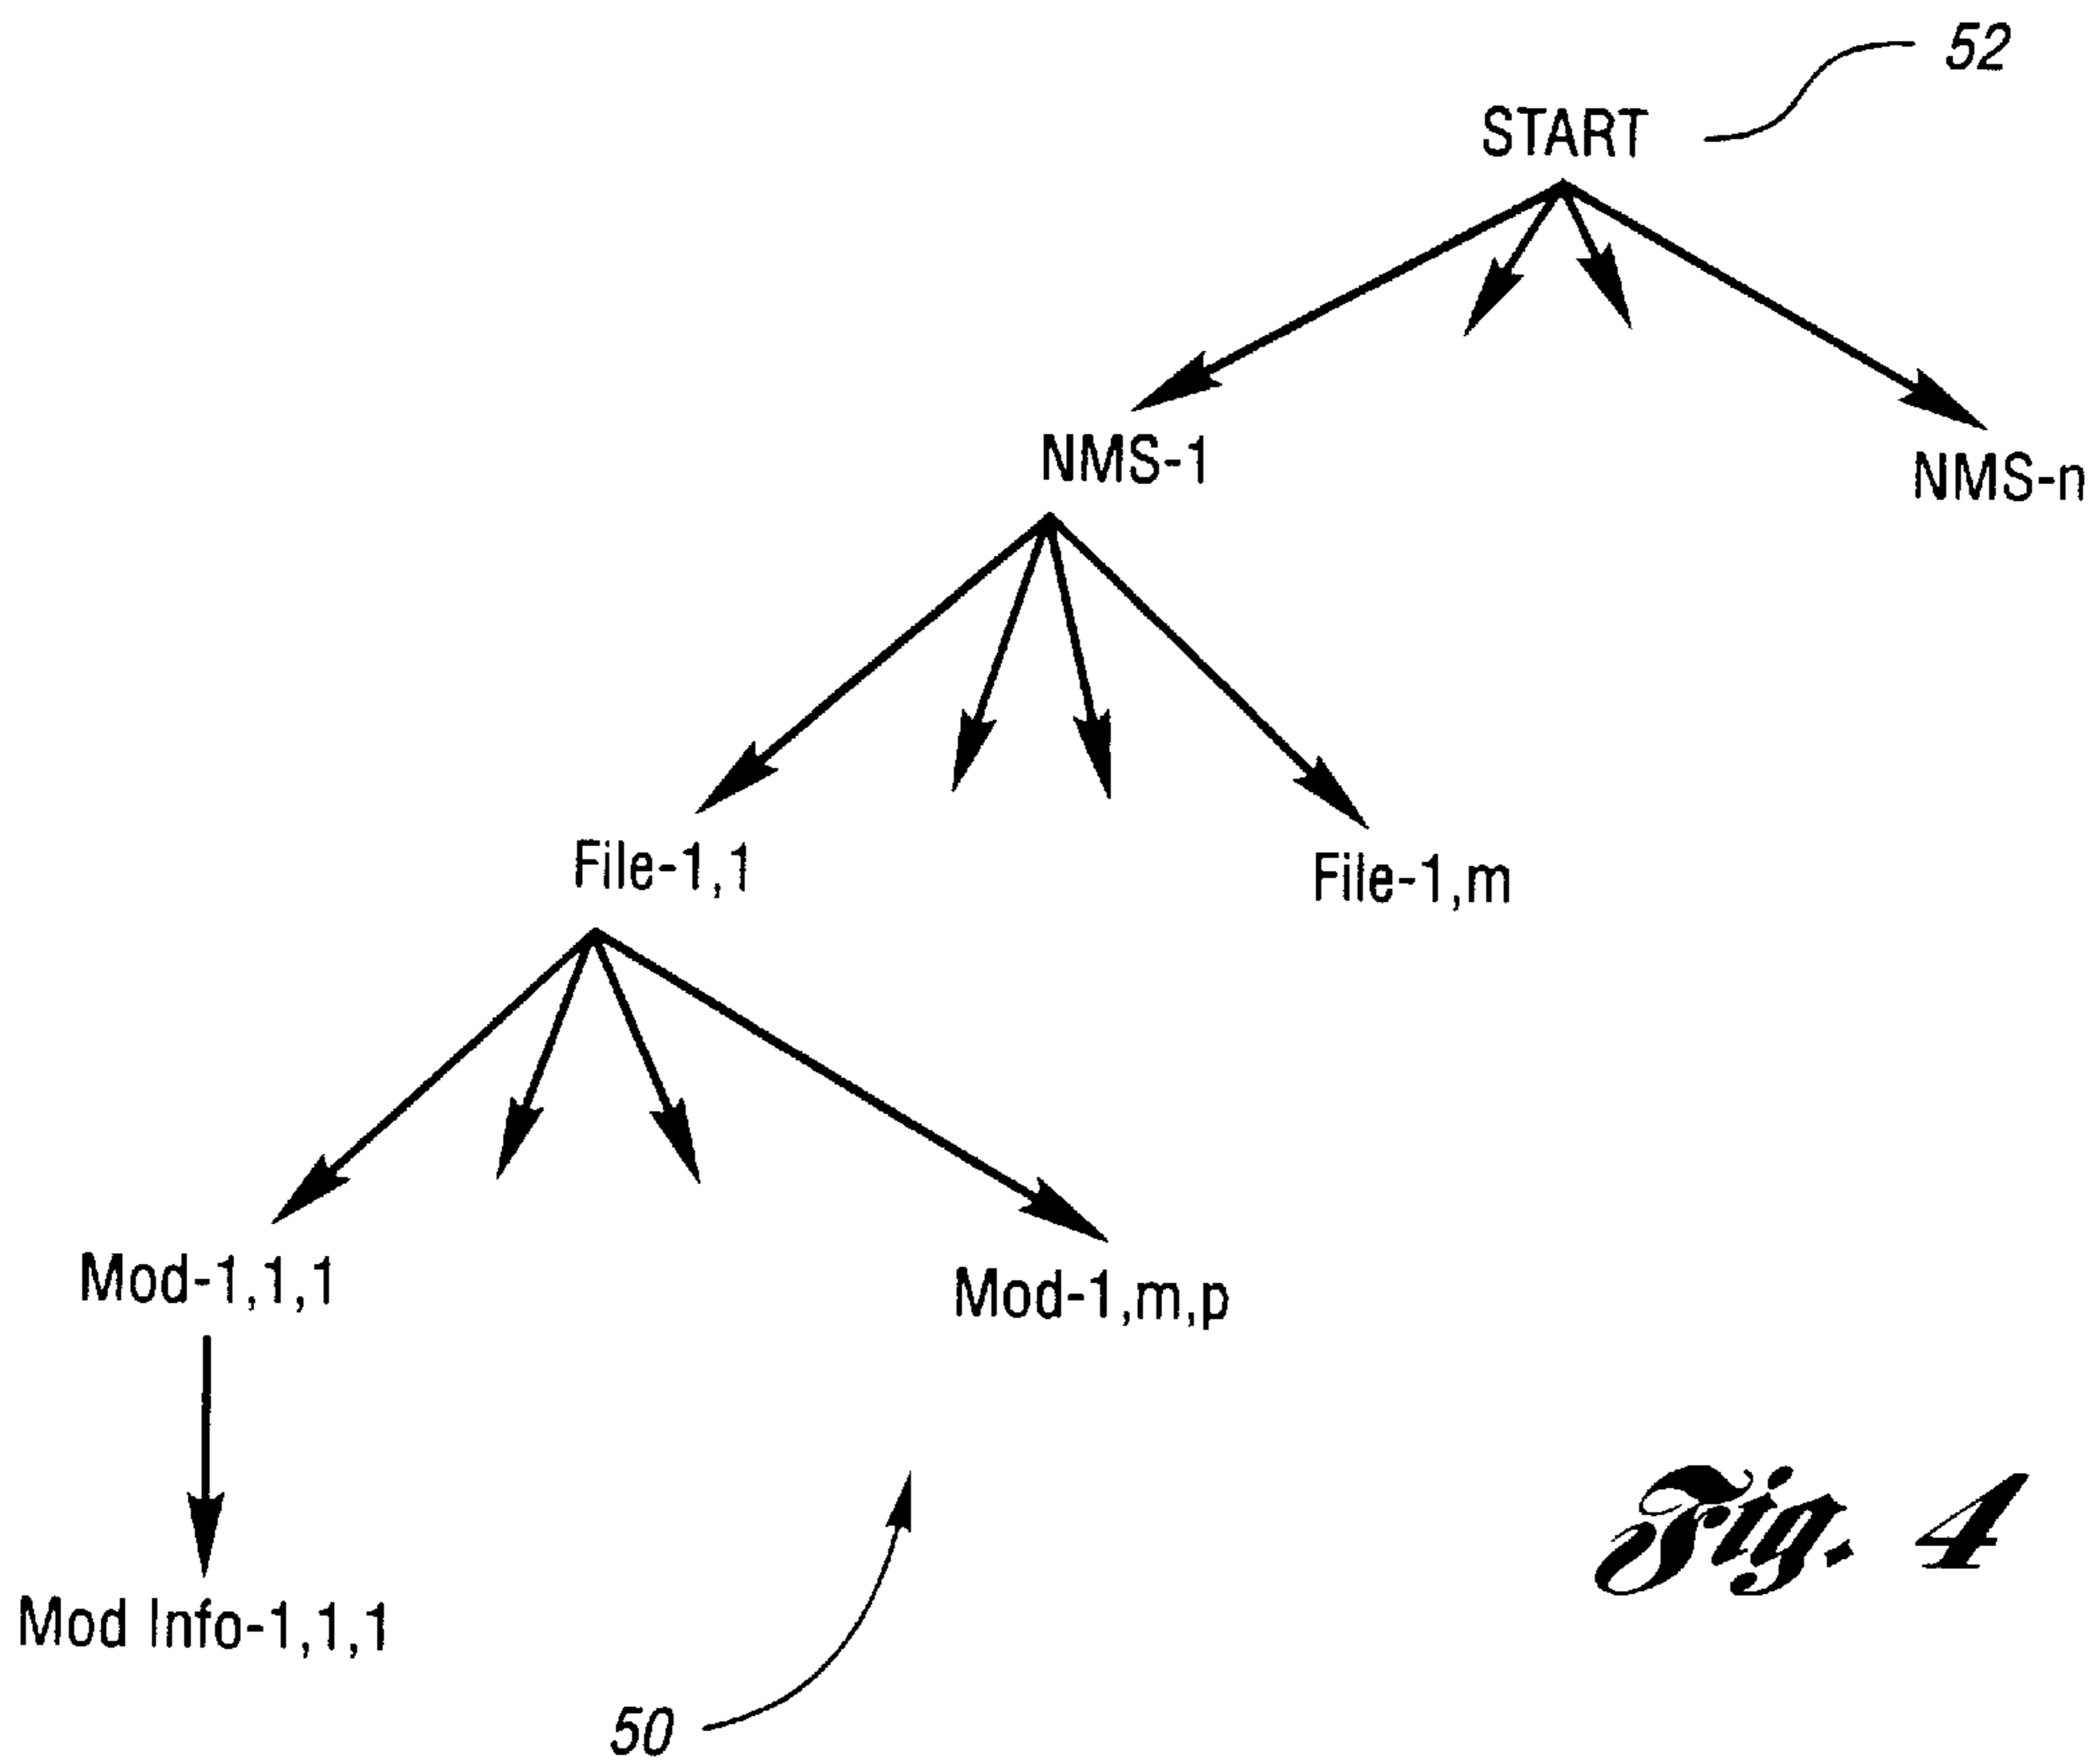 52
START
NMS-1
NMS-n
File-1,1
File-1,m
Mod-1,1,1
Mod-1,m,p
Mod Info-1,1,1
50
Fig. 4